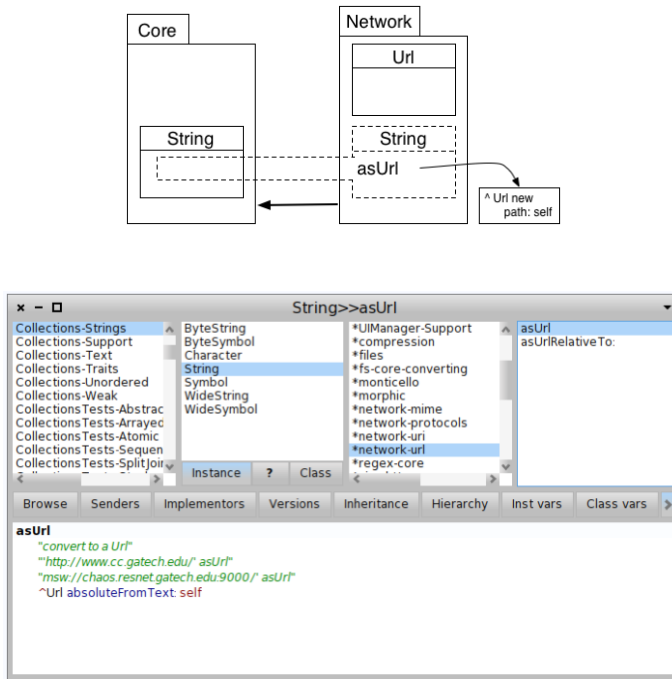 Core
Network
Url
String
String
asUrl
^ Url new
path: self
String>>asUrl
Collections-Strings
Collections-Support
Collections-Text
Collections-Traits
Collections-Unordered
Collections-Weak
CollectionsTests-Abstrac
CollectionsTests-Arrayed
CollectionsTests-Atomic
CollectionsTests-Sequen
CollectionsTests-SplitJoin
ByteString
ByteSymbol
Character
String
Symbol
WideString
WideSymbol
Instance ? Class
*UIManager-Support
*compression
*files
*fs-core-converting
*monticello
*morphic
*network-mime
*network-protocols
*network-uri
*network-url
*regex-core
asUrl
asUrlRelativeTo:
Browse Senders Implementors Versions Inheritance Hierarchy Inst vars Class vars
asUrl
"convert to a Url"
"'http://www.cc.gatech.edu/' asUrl"
"msw://chaos.resnet.gatech.edu:9000/' asUrl"
^Url absoluteFromText: self